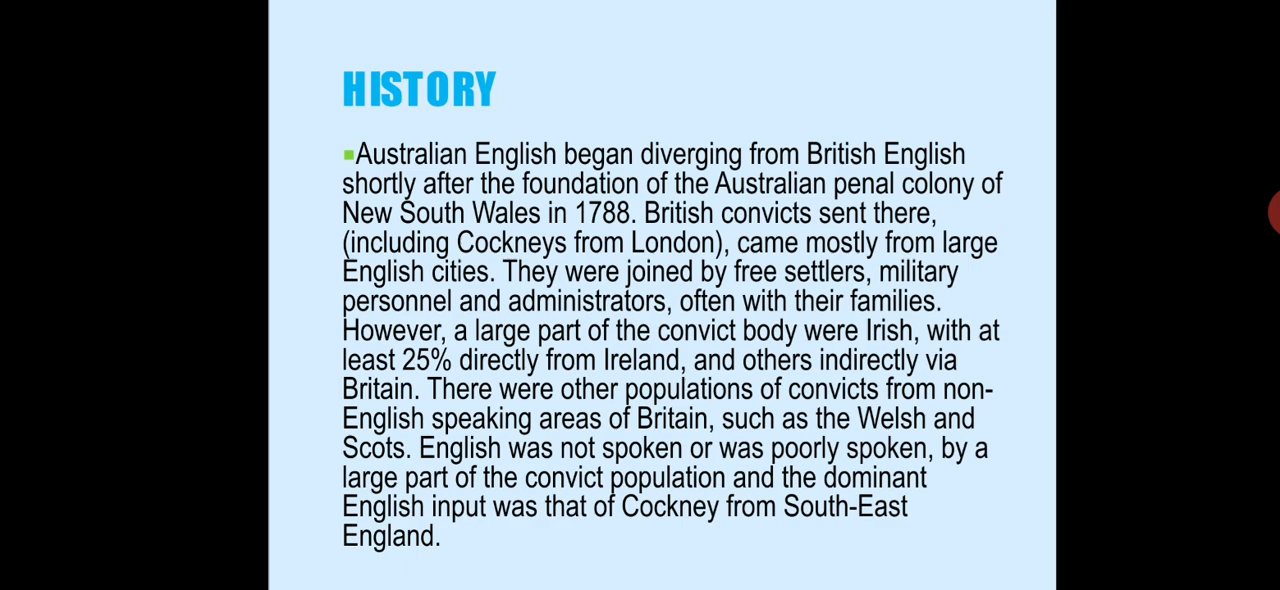 HISTORY
▪Australian English began diverging from British English
shortly after the foundation of the Australian penal colony of
New South Wales in 1788. British convicts sent there,
(including Cockneys from London), came mostly from large
English cities. They were joined by free settlers, military
personnel and administrators, often with their families.
However, a large part of the convict body were Irish, with at
least 25% directly from Ireland, and others indirectly via
Britain. There were other populations of convicts from non-
English speaking areas of Britain, such as the Welsh and
Scots. English was not spoken or was poorly spoken, by a
large part of the convict population and the dominant
English input was that of Cockney from South-East
England.